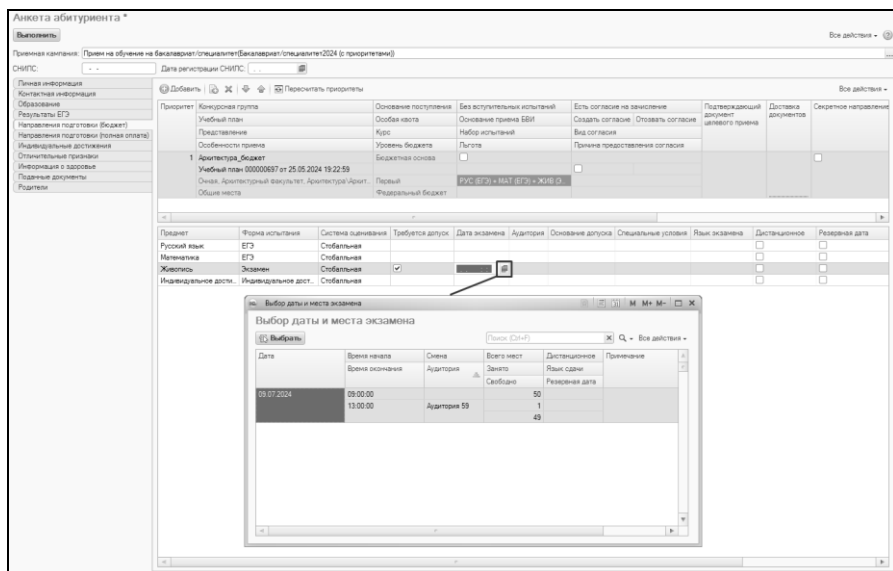 Анкета абитуриента *
Выполнить
Все действия
Приемная кампания: Прием на обучение на бакалавриат/специалитет(Бакалавриат/специалитет2024 (с приоритетами))
СНИЛС: - - Дата регистрации СНИЛС: . .
Личная информация
Контактная информация
Образование
Результаты ЕГЭ
Направления подготовки (бюджет)
Направления подготовки (полная оплата)
Индивидуальные достижения
Отличительные признаки
Информация о здоровье
Поданные документы
Родители
Добавить Пересчитать приоритеты Все действия
Приоритет Конкурсная группа Основание поступления Без вступительных испытаний Есть согласие на зачисление Подтверждающий документ целевого приема Доставка документов Секретное направление
Учебный план Особая квота Основание приема БВИ Создать согласие Отозвать согласие
Представление Курс Набор испытаний Вид согласия
Особенности приема Уровень бюджета Льгота Причина предоставления согласия
1 Архитектура_бюджет Бюджетная основа
Учебный план 000000697 от 25.05.2024 19:22:59
Очная, Архитектурный факультет, Архитектура\Архит... Первый РУС (ЕГЭ) + МАТ (ЕГЭ) + ЖИВ (Э...
Общие места Федеральный бюджет
Предмет Форма испытания Система оценивания Требуется допуск Дата экзамена Аудитория Основание допуска Специальные условия Язык экзамена Дистанционное Резервная дата
Русский язык ЕГЭ Стобалльная
Математика ЕГЭ Стобалльная
Живопись Экзамен Стобалльная
Индивидуальное дости... Индивидуальное дост... Стобалльная
Выбор даты и места экзамена M M+ M-
Выбор даты и места экзамена
Выбрать Поиск (Ctrl+F) Все действия
Дата Время начала Смена Всего мест Дистанционное Примечание
Время окончания Аудитория Занято Язык сдачи
Свободно Резервная дата
09.07.2024 09:00:00 50
13:00:00 Аудитория 59 1
49